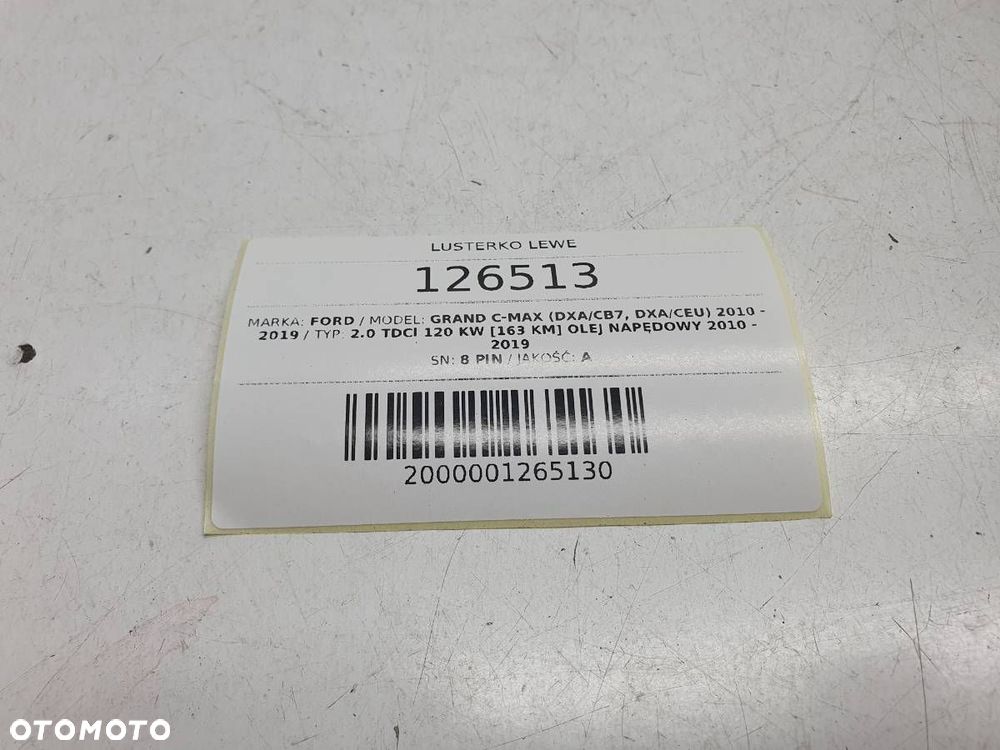 LUSTERKO LEWE
126513
MARKA: FORD / MODEL: GRAND C-MAX (DXA/CB7, DXA/CEU) 2010 -
2019 / TYP: 2.0 TDCI 120 KW [163 KM] OLEJ NAPĘDOWY 2010 -
2019
SN: 8 PIN / JAKOŚĆ: A
2000001265130
OTOMOTO